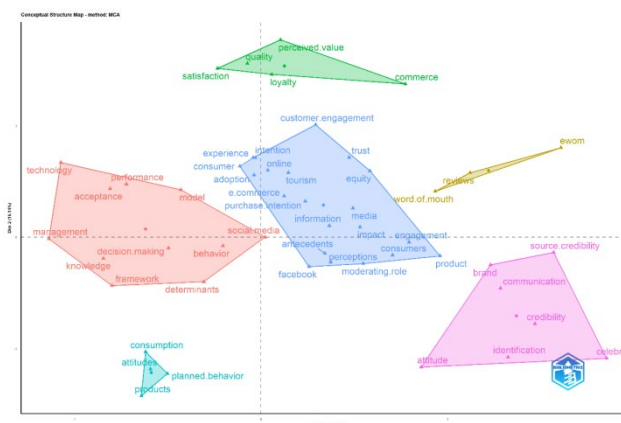 Conceptual Structure Map - method: MCA
perceived.value
quality
satisfaction
loyalty
commerce
customer.engagement
ewom
experience
intention
trust
technology
consumer
online
reviews
performance
adoption
tourism
equity
acceptance
model
e.commerce
word.of.mouth
purchase.intention
media
information
management
social.media
impact
engagement
decision.making
behavior
antecedents
consumers
source.credibility
knowledge
perceptions
product
brand
framework
facebook
moderating.role
communication
determinants
credibility
consumption
identification
celebr
attitudes
attitude
planned.behavior
products